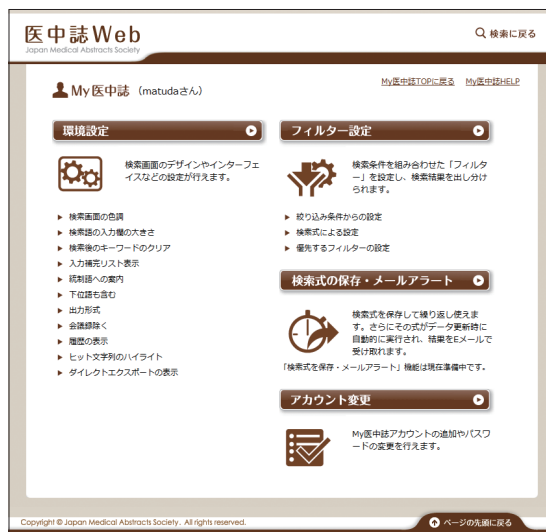 医中誌Web
Japan Medical Abstracts Society
検索に戻る
My医中誌 (matudaさん)
My医中誌TOPに戻る My医中誌HELP
環境設定
検索画面のデザインやインターフェ
イスなどの設定が行えます。
検索画面の色調
検索語の入力欄の大きさ
検索後のキーワードのクリア
入力補完リスト表示
統制語への案内
下位語も含む
出力形式
会議録除く
履歴の表示
ヒット文字列のハイライト
ダイレクトエクスポートの表示
フィルター設定
検索条件を組み合わせた「フィルタ
ー」を設定し、検索結果を出し分け
られます。
絞り込み条件からの設定
検索式による設定
優先するフィルターの設定
検索式の保存・メールアラート
検索式を保存して繰り返し使えま
す。さらにその式がデータ更新時に
自動的に実行され、結果をEメールで
受け取れます。
「検索式を保存・メールアラート」機能は現在準備中です。
アカウント変更
My医中誌アカウントの追加やパスワ
ードの変更を行えます。
Copyright © Japan Medical Abstracts Society. All rights reserved.
ページの先頭に戻る